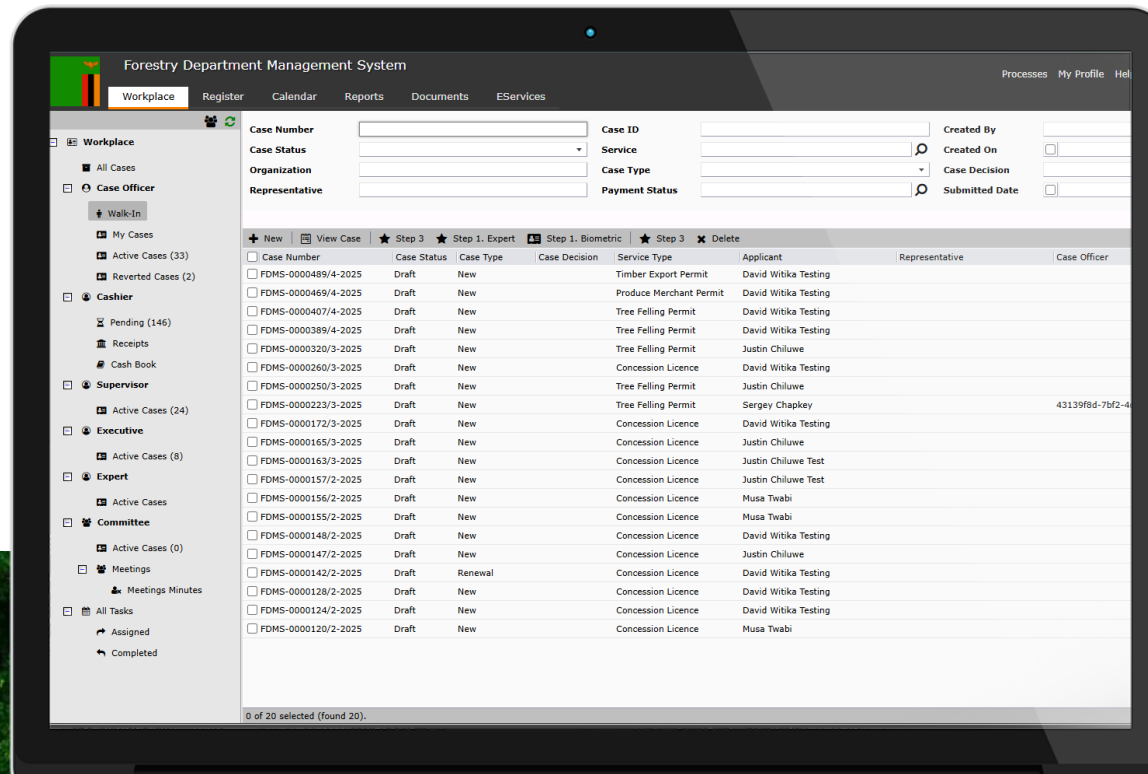 Forestry Department Management System
Processes My Profile Help
Workplace Register Calendar Reports Documents EServices
Workplace
All Cases
Case Officer
Walk-In
My Cases
Active Cases (33)
Reverted Cases (2)
Cashier
Pending (146)
Receipts
Cash Book
Supervisor
Active Cases (24)
Executive
Active Cases (8)
Expert
Active Cases
Committee
Active Cases (0)
Meetings
Meetings Minutes
All Tasks
Assigned
Completed
Case Number Case ID Created By
Case Status Service Created On
Organization Case Type Case Decision
Representative Payment Status Submitted Date
New View Case Step 3 Step 1. Expert Step 1. Biometric Step 3 Delete
Case Number Case Status Case Type Case Decision Service Type Applicant Representative Case Officer
FDMS-0000489/4-2025 Draft New Timber Export Permit David Witika Testing
FDMS-0000469/4-2025 Draft New Produce Merchant Permit David Witika Testing
FDMS-0000407/4-2025 Draft New Tree Felling Permit David Witika Testing
FDMS-0000389/4-2025 Draft New Tree Felling Permit David Witika Testing
FDMS-0000320/3-2025 Draft New Tree Felling Permit Justin Chiluwe
FDMS-0000260/3-2025 Draft New Concession Licence David Witika Testing
FDMS-0000250/3-2025 Draft New Tree Felling Permit Justin Chiluwe
FDMS-0000223/3-2025 Draft New Tree Felling Permit Sergey Chapkey 43139f8d-7bf2-4
FDMS-0000172/3-2025 Draft New Concession Licence David Witika Testing
FDMS-0000165/3-2025 Draft New Concession Licence Justin Chiluwe
FDMS-0000163/3-2025 Draft New Concession Licence Justin Chiluwe Test
FDMS-0000157/2-2025 Draft New Concession Licence Justin Chiluwe Test
FDMS-0000156/2-2025 Draft New Concession Licence Musa Twabi
FDMS-0000155/2-2025 Draft New Concession Licence Musa Twabi
FDMS-0000148/2-2025 Draft New Concession Licence David Witika Testing
FDMS-0000147/2-2025 Draft New Concession Licence Justin Chiluwe
FDMS-0000142/2-2025 Draft Renewal Concession Licence David Witika Testing
FDMS-0000128/2-2025 Draft New Concession Licence David Witika Testing
FDMS-0000124/2-2025 Draft New Concession Licence David Witika Testing
FDMS-0000120/2-2025 Draft New Concession Licence Musa Twabi
0 of 20 selected (found 20).